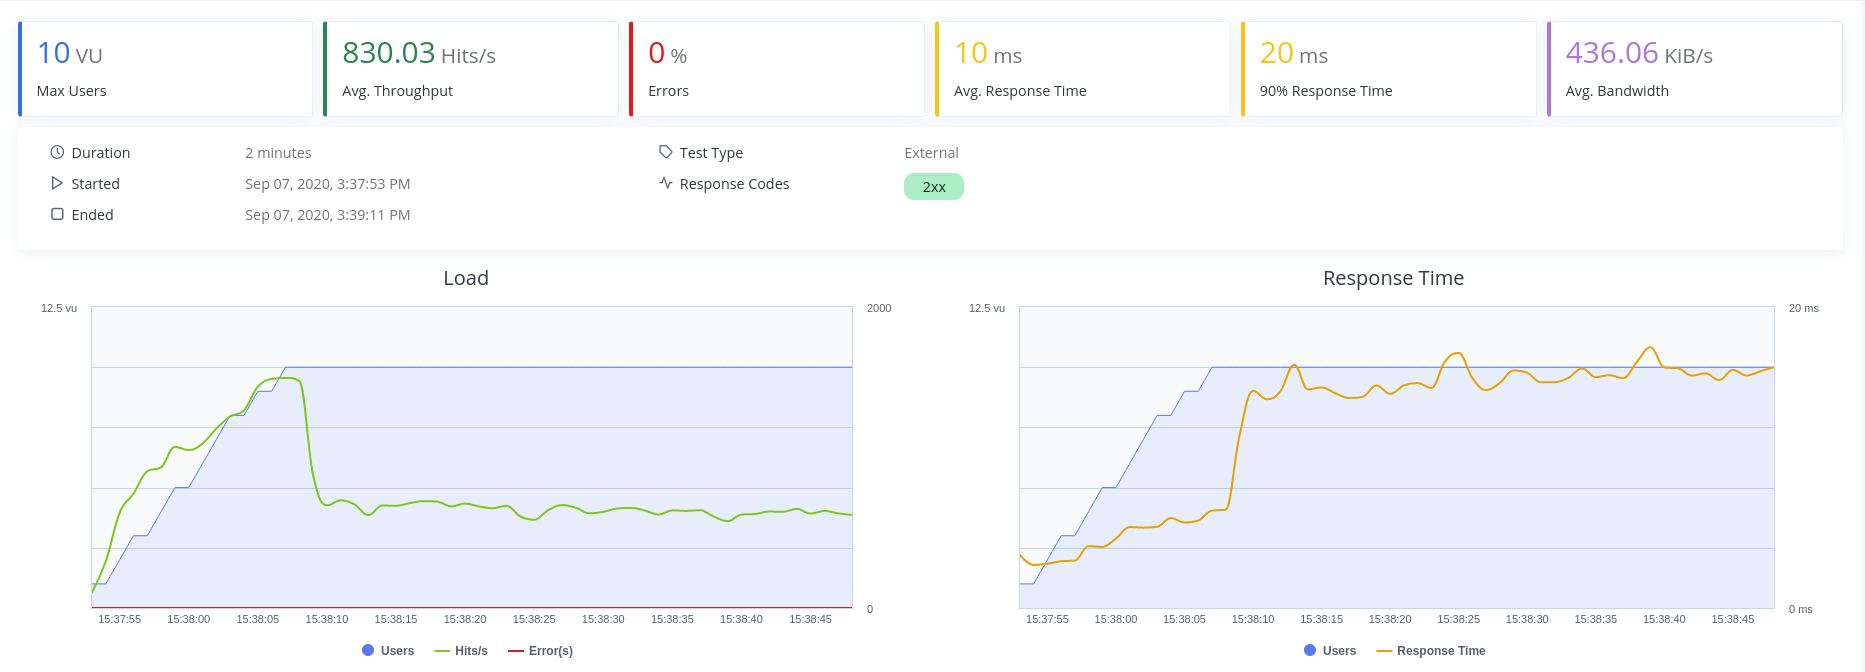 10 VU
Max Users
830.03 Hits/s
Avg. Throughput
0 %
Errors
10 ms
Avg. Response Time
20 ms
90% Response Time
436.06 KiB/s
Avg. Bandwidth
Duration 2 minutes
Started Sep 07, 2020, 3:37:53 PM
Ended Sep 07, 2020, 3:39:11 PM
Test Type External
Response Codes 2xx
Load
12.5 vu 2000
0
15:37:55 15:38:00 15:38:05 15:38:10 15:38:15 15:38:20 15:38:25 15:38:30 15:38:35 15:38:40 15:38:45
Users Hits/s Error(s)
Response Time
12.5 vu 20 ms
0 ms
15:37:55 15:38:00 15:38:05 15:38:10 15:38:15 15:38:20 15:38:25 15:38:30 15:38:35 15:38:40 15:38:45
Users Response Time